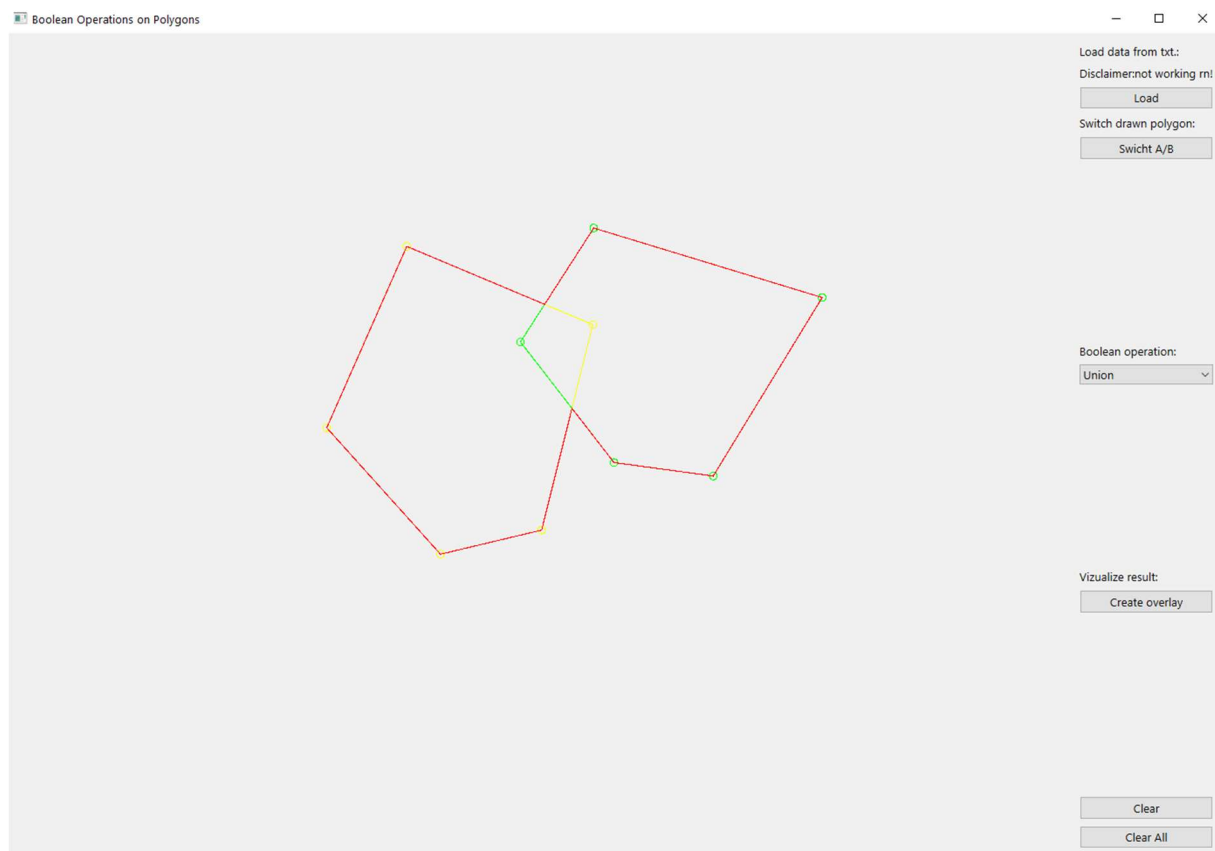 Boolean Operations on Polygons
Load data from txt.:
Disclaimer:not working rn!
Load
Switch drawn polygon:
Swicht A/B
Boolean operation:
Union
Vizualize result:
Create overlay
Clear
Clear All